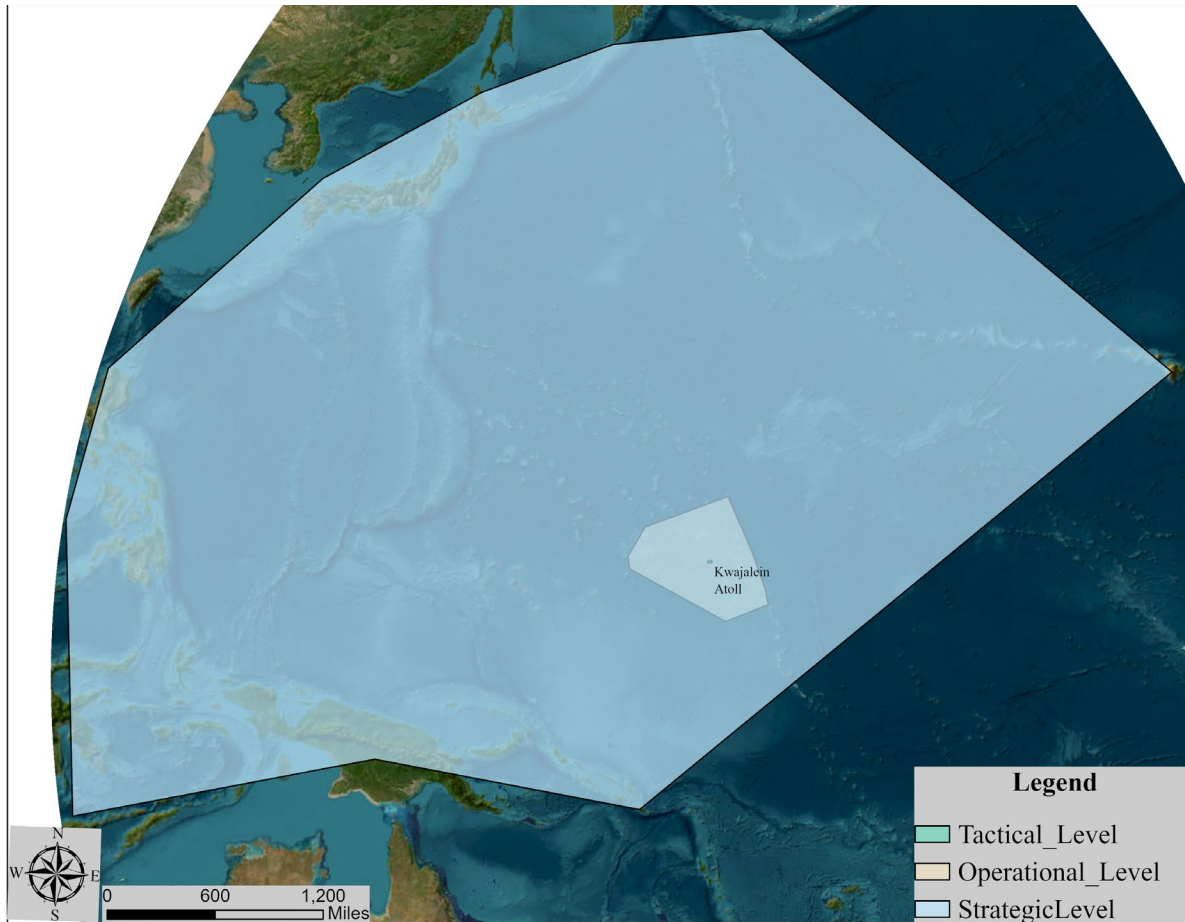 Kwajalein
Atoll
Legend
Tactical_Level
Operational_Level
StrategicLevel
N
W E
S
0 600 1,200
Miles